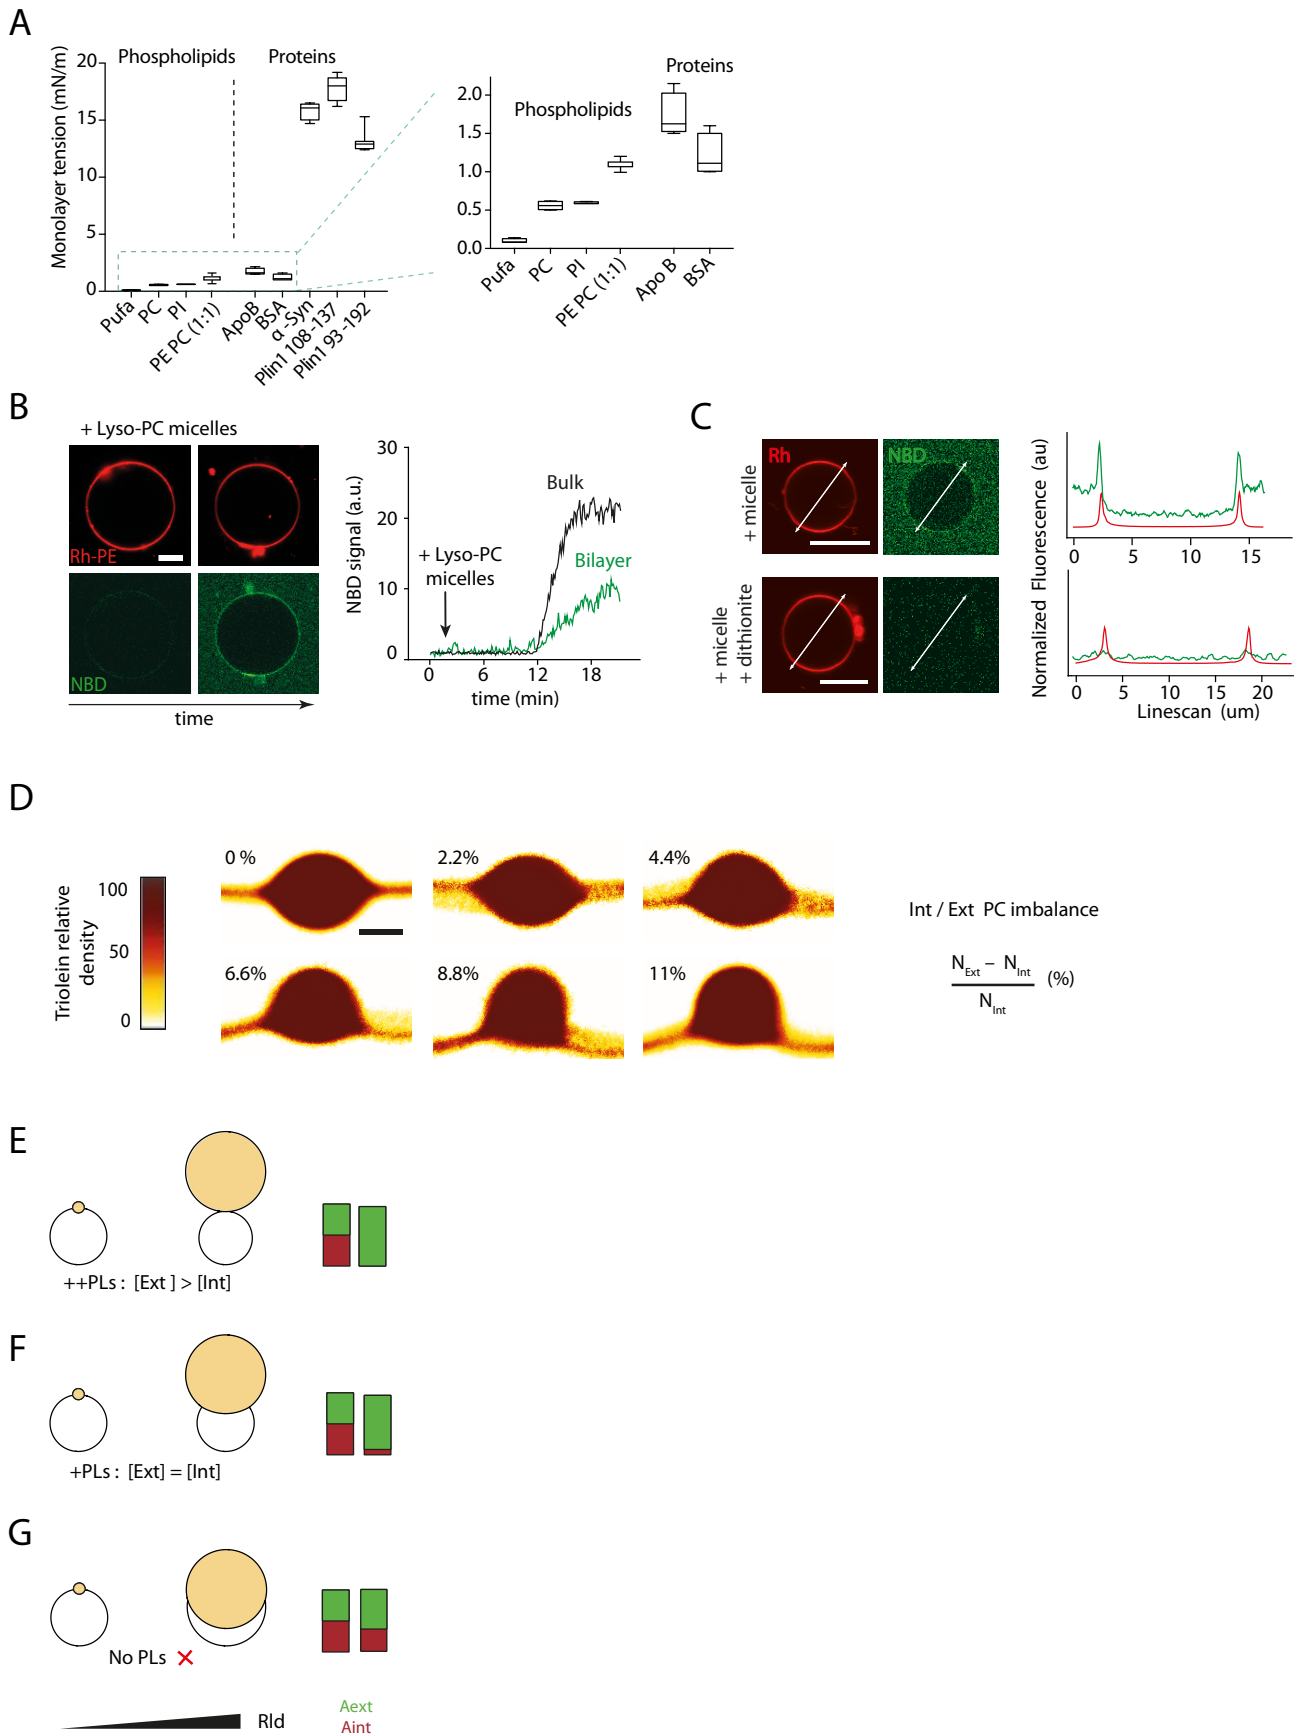 A
Monolayer tension (mN/m)
20
15
10
5
0
Phospholipids
Proteins
Pufa
PC
PI
PE PC (1:1)
ApoB
BSA
α -Syn
Plin1 108 -137
Plin1 93 -192
2.0
1.5
1.0
0.5
0.0
Phospholipids
Proteins
Pufa
PC
PI
PE PC (1:1)
Apo B
BSA
B
+ Lyso-PC micelles
Rh-PE
NBD
time
NBD signal (a.u.)
30
20
10
0
Bulk
+ Lyso-PC
micelles
Bilayer
0 6 12 18
time (min)
C
+ micelle
Rh
NBD
+ micelle
+ dithionite
Normalized Fluorescence (au)
0 5 10 15
0 5 10 15 20
Linescan (um)
D
Triolein relative
density
100
50
0
0 %
2.2%
4.4%
6.6%
8.8%
11%
Int / Ext PC imbalance
N_Ext − N_Int
N_Int
(%)
E
++PLs : [Ext ] > [Int]
F
+PLs : [Ext] = [Int]
G
No PLs
Rld
Aext
Aint